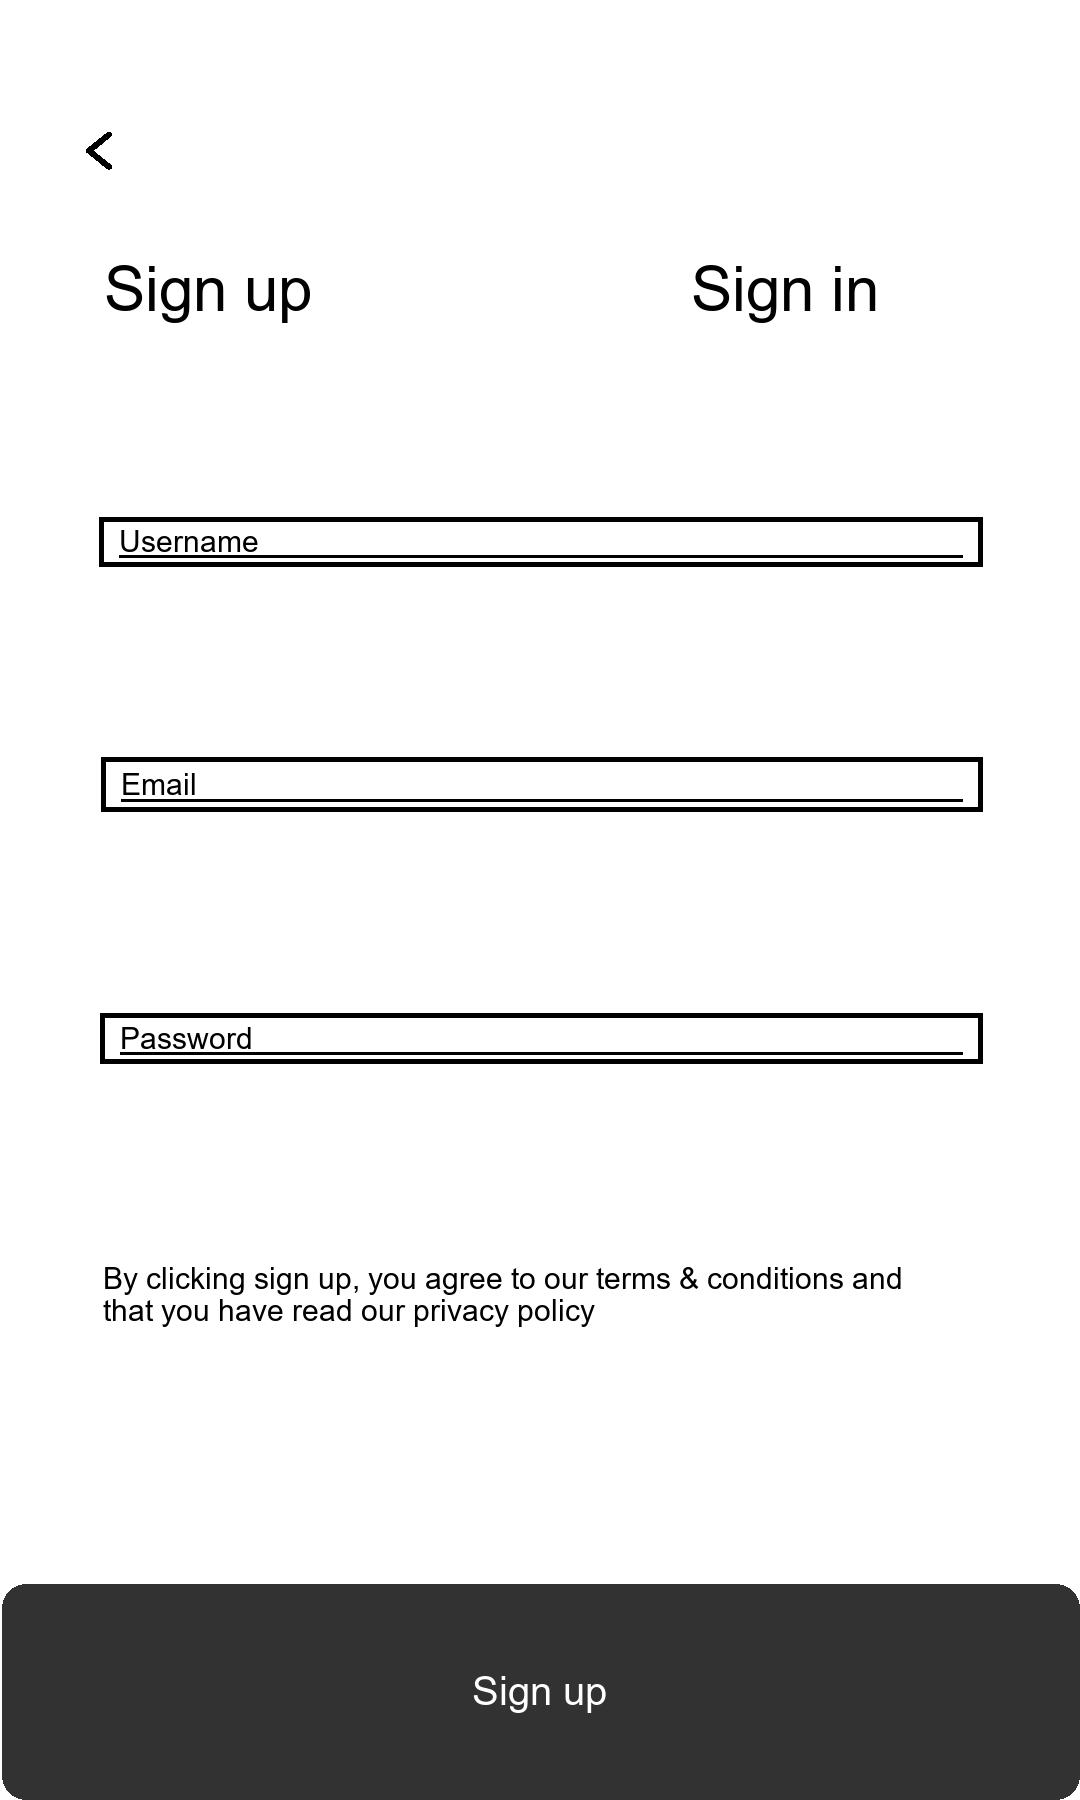 Sign up
Sign in
Username
Email
Password
By clicking sign up, you agree to our terms & conditions and
that you have read our privacy policy
Sign up